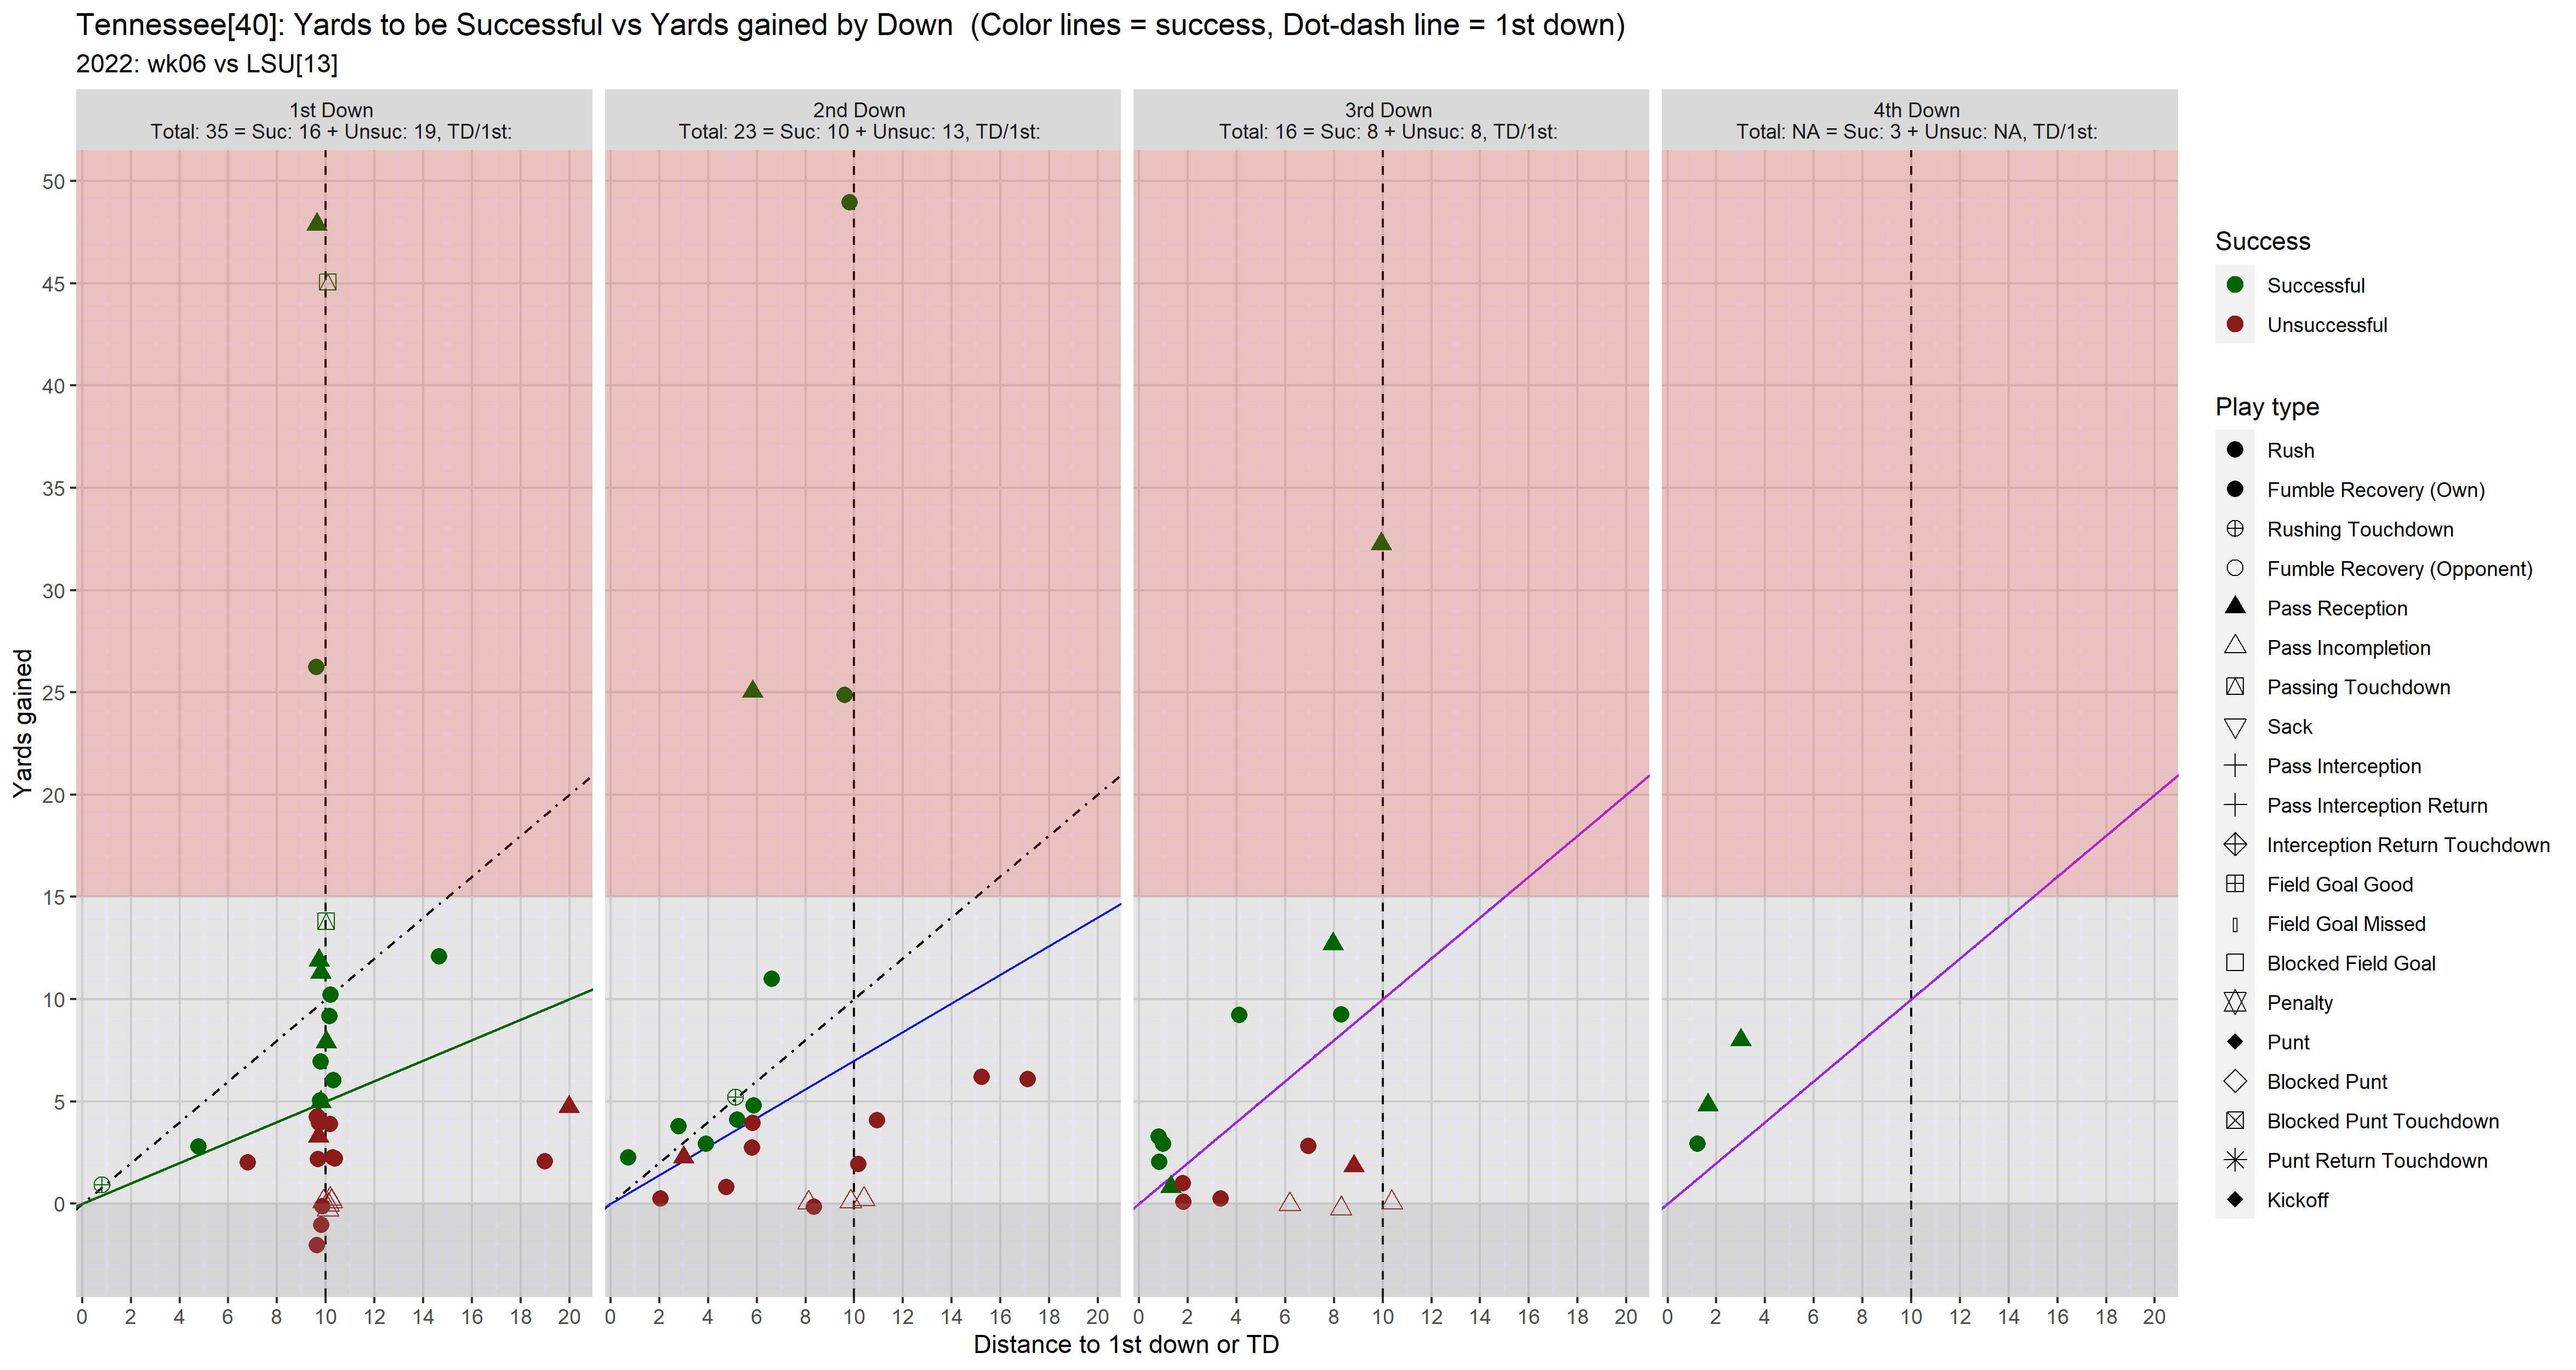 Tennessee[40]: Yards to be Successful vs Yards gained by Down  (Color lines = success, Dot-dash line = 1st down)
2022: wk06 vs LSU[13]
1st Down
Total: 35 = Suc: 16 + Unsuc: 19, TD/1st:
2nd Down
Total: 23 = Suc: 10 + Unsuc: 13, TD/1st:
3rd Down
Total: 16 = Suc: 8 + Unsuc: 8, TD/1st:
4th Down
Total: NA = Suc: 3 + Unsuc: NA, TD/1st:
Yards gained
50
45
40
35
30
25
20
15
10
5
0
0 2 4 6 8 10 12 14 16 18 20
0 2 4 6 8 10 12 14 16 18 20
0 2 4 6 8 10 12 14 16 18 20
0 2 4 6 8 10 12 14 16 18 20
Distance to 1st down or TD
Success
Successful
Unsuccessful
Play type
Rush
Fumble Recovery (Own)
Rushing Touchdown
Fumble Recovery (Opponent)
Pass Reception
Pass Incompletion
Passing Touchdown
Sack
Pass Interception
Pass Interception Return
Interception Return Touchdown
Field Goal Good
Field Goal Missed
Blocked Field Goal
Penalty
Punt
Blocked Punt
Blocked Punt Touchdown
Punt Return Touchdown
Kickoff